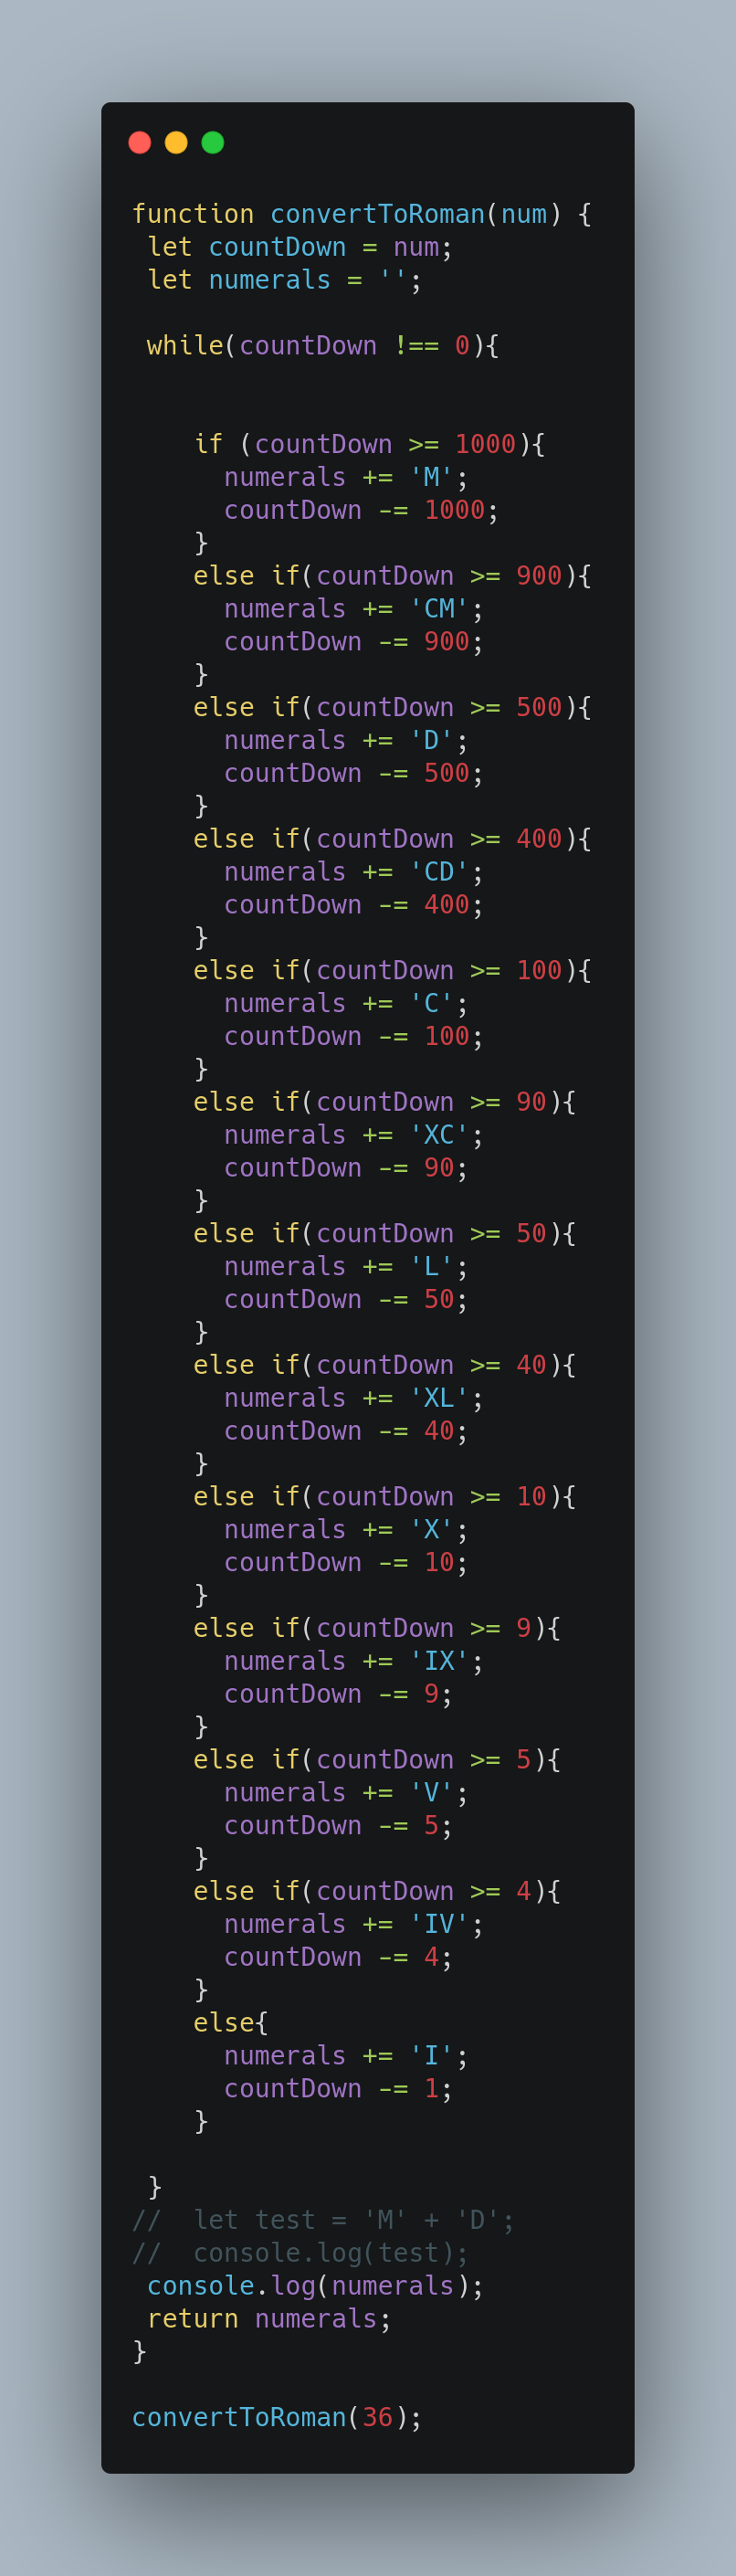 function convertToRoman(num) {
 let countDown = num;
 let numerals = '';

 while(countDown !== 0){


    if (countDown >= 1000){
      numerals += 'M';
      countDown -= 1000;
    }
    else if(countDown >= 900){
      numerals += 'CM';
      countDown -= 900;
    }
    else if(countDown >= 500){
      numerals += 'D';
      countDown -= 500;
    }
    else if(countDown >= 400){
      numerals += 'CD';
      countDown -= 400;
    }
    else if(countDown >= 100){
      numerals += 'C';
      countDown -= 100;
    }
    else if(countDown >= 90){
      numerals += 'XC';
      countDown -= 90;
    }
    else if(countDown >= 50){
      numerals += 'L';
      countDown -= 50;
    }
    else if(countDown >= 40){
      numerals += 'XL';
      countDown -= 40;
    }
    else if(countDown >= 10){
      numerals += 'X';
      countDown -= 10;
    }
    else if(countDown >= 9){
      numerals += 'IX';
      countDown -= 9;
    }
    else if(countDown >= 5){
      numerals += 'V';
      countDown -= 5;
    }
    else if(countDown >= 4){
      numerals += 'IV';
      countDown -= 4;
    }
    else{
      numerals += 'I';
      countDown -= 1;
    }

 }
//  let test = 'M' + 'D';
//  console.log(test);
 console.log(numerals);
 return numerals;
}

convertToRoman(36);